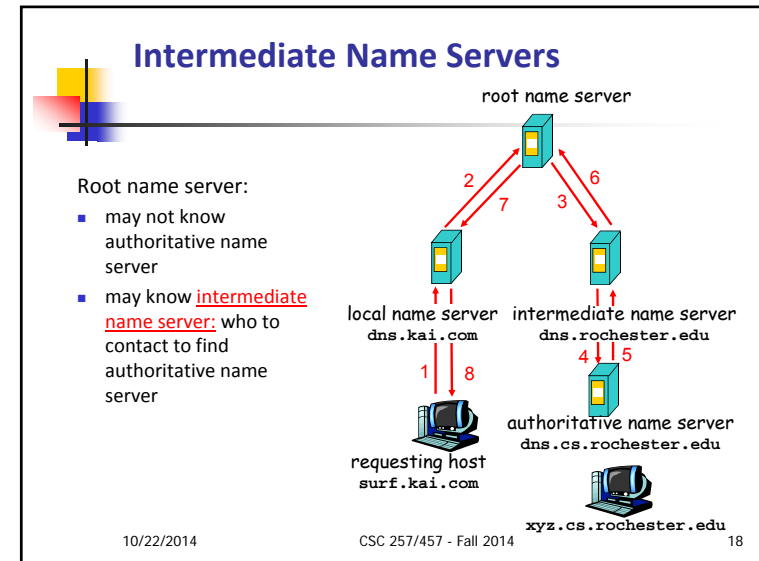 Intermediate Name Servers
root name server
Root name server:
may not know
authoritative name
server
may know intermediate
name server: who to
contact to find
authoritative name
server
2
7
3
6
local name server
dns.kai.com
intermediate name server
dns.rochester.edu
1
8
4
5
authoritative name server
dns.cs.rochester.edu
requesting host
surf.kai.com
xyz.cs.rochester.edu
10/22/2014
CSC 257/457 - Fall 2014
18